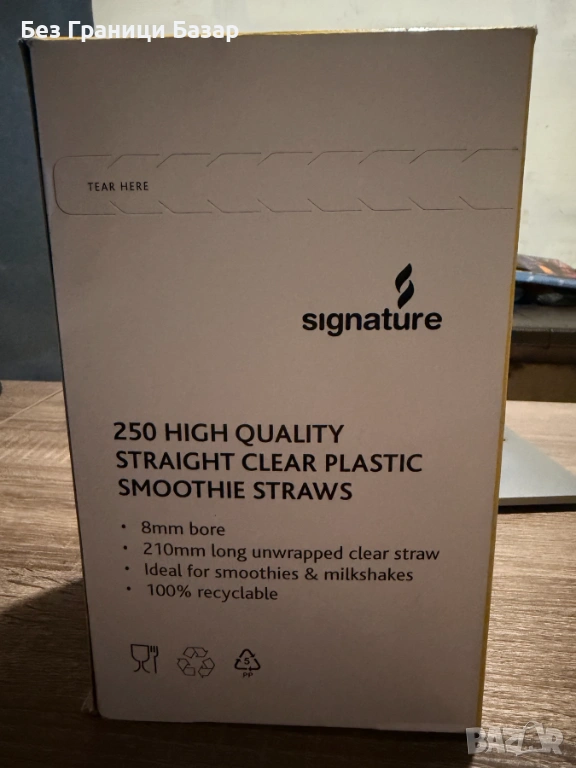 Без Граници Базар
TEAR HERE
signature
250 HIGH QUALITY
STRAIGHT CLEAR PLASTIC
SMOOTHIE STRAWS
• 8mm bore
• 210mm long unwrapped clear straw
• Ideal for smoothies & milkshakes
• 100% recyclable
5
PP
BAZAR